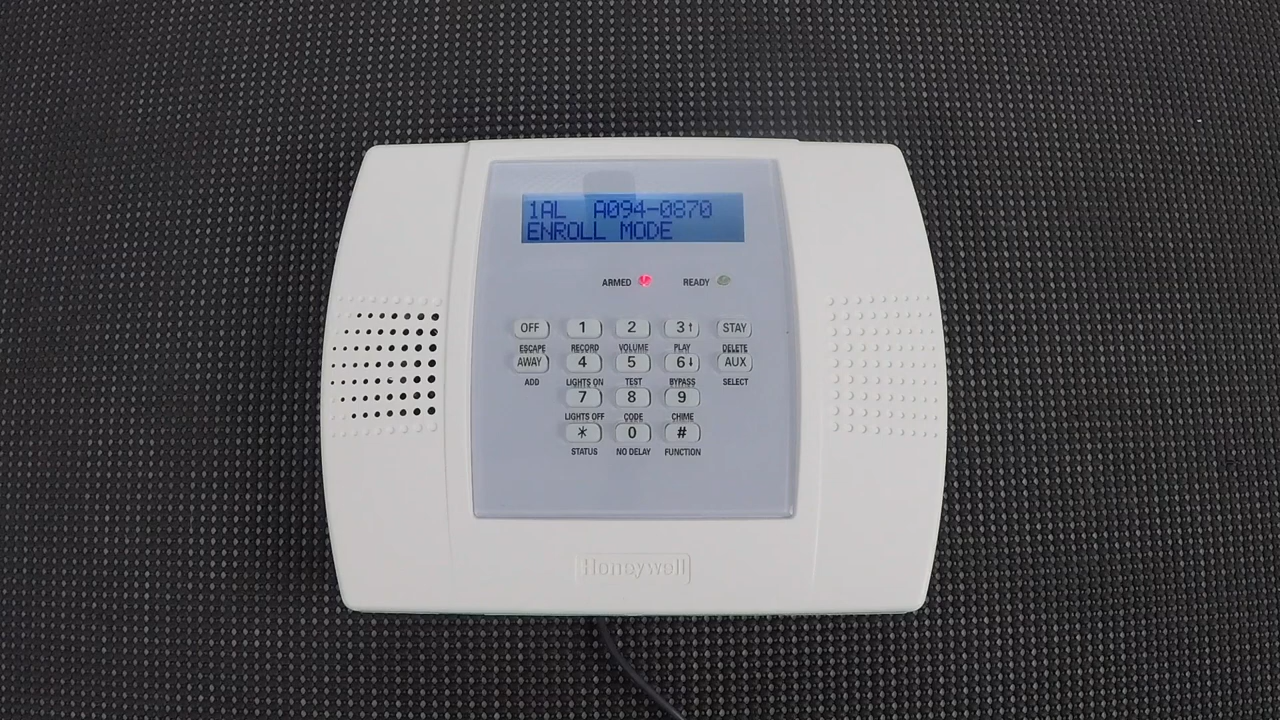 1AL A094-0870
ENROLL MODE
ARMED READY
OFF 1 2 3↑ STAY
ESCAPE RECORD VOLUME PLAY DELETE
AWAY 4 5 6↓ AUX
ADD LIGHTS ON TEST BYPASS SELECT
7 8 9
LIGHTS OFF CODE CHIME
* 0 #
STATUS NO DELAY FUNCTION
Honeywell